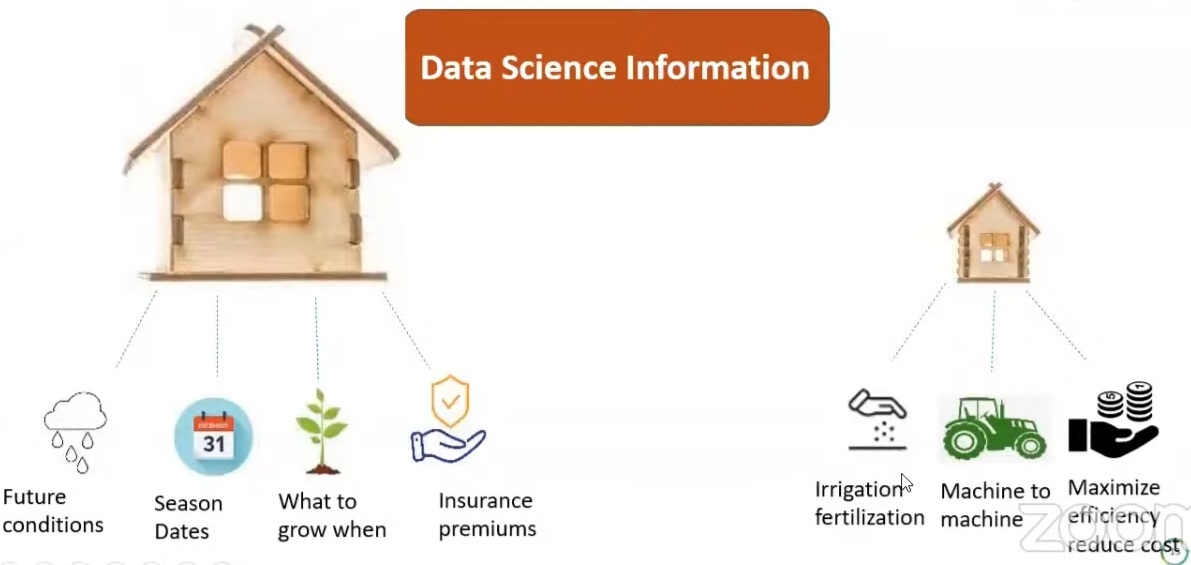 Data Science Information
DECEMBER
31
Future
conditions
Season
Dates
What to
grow when
Insurance
premiums
Irrigation
fertilization
Machine to
machine
Maximize
efficiency
reduce cost
zoom